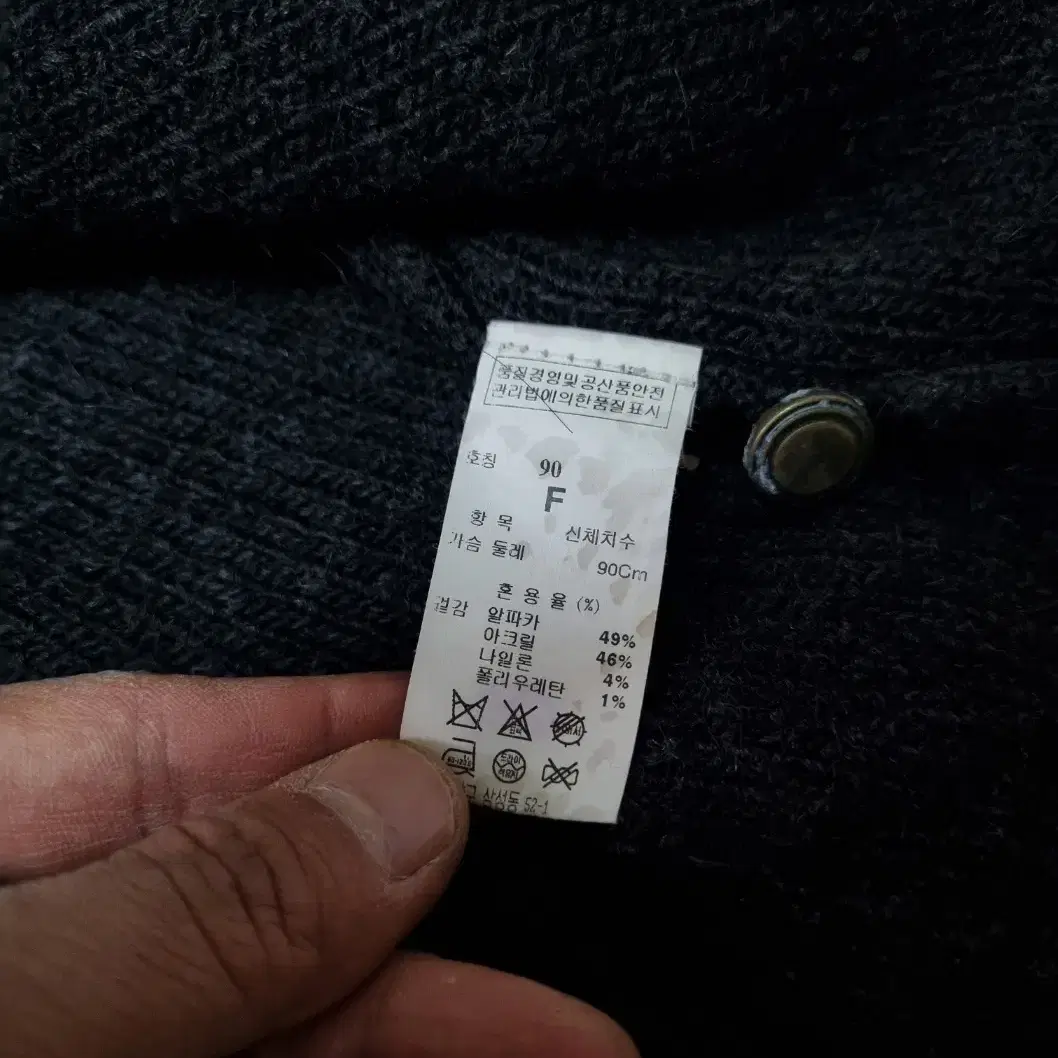 품질경영및공산품안전
관리법에의한품질표시
호칭 90
F
항 목 신체치수
가슴 둘레 90Cm
혼 용 율 (%)
겉감 알파카 49%
아크릴 46%
나일론 4%
폴리우레탄 1%
드라이
52-1